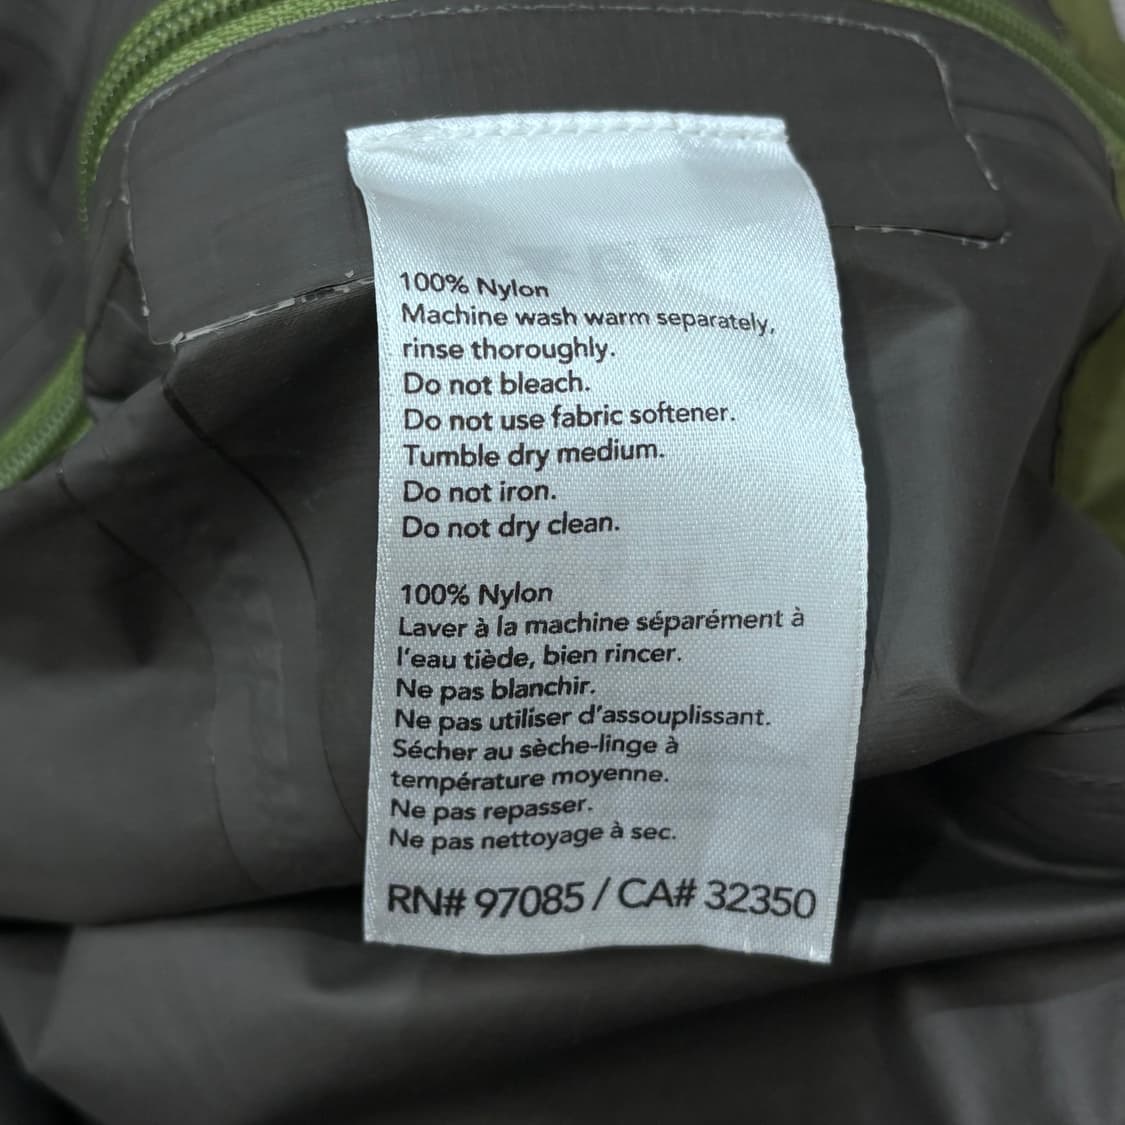 100% Nylon
Machine wash warm separately,
rinse thoroughly.
Do not bleach.
Do not use fabric softener.
Tumble dry medium.
Do not iron.
Do not dry clean.
100% Nylon
Laver à la machine séparément à
l'eau tiède, bien rincer.
Ne pas blanchir.
Ne pas utiliser d'assouplissant.
Sécher au sèche-linge à
température moyenne.
Ne pas repasser.
Ne pas nettoyage à sec.
RN# 97085 / CA# 32350